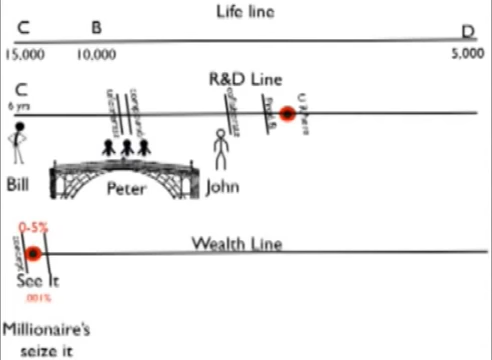 Life line
C B D
15,000 10,000 5,000
R&D Line
C
6 yrs
U R here
Bill Peter John
0-5%
Wealth Line
See It
.001%
Millionaire's
seize it